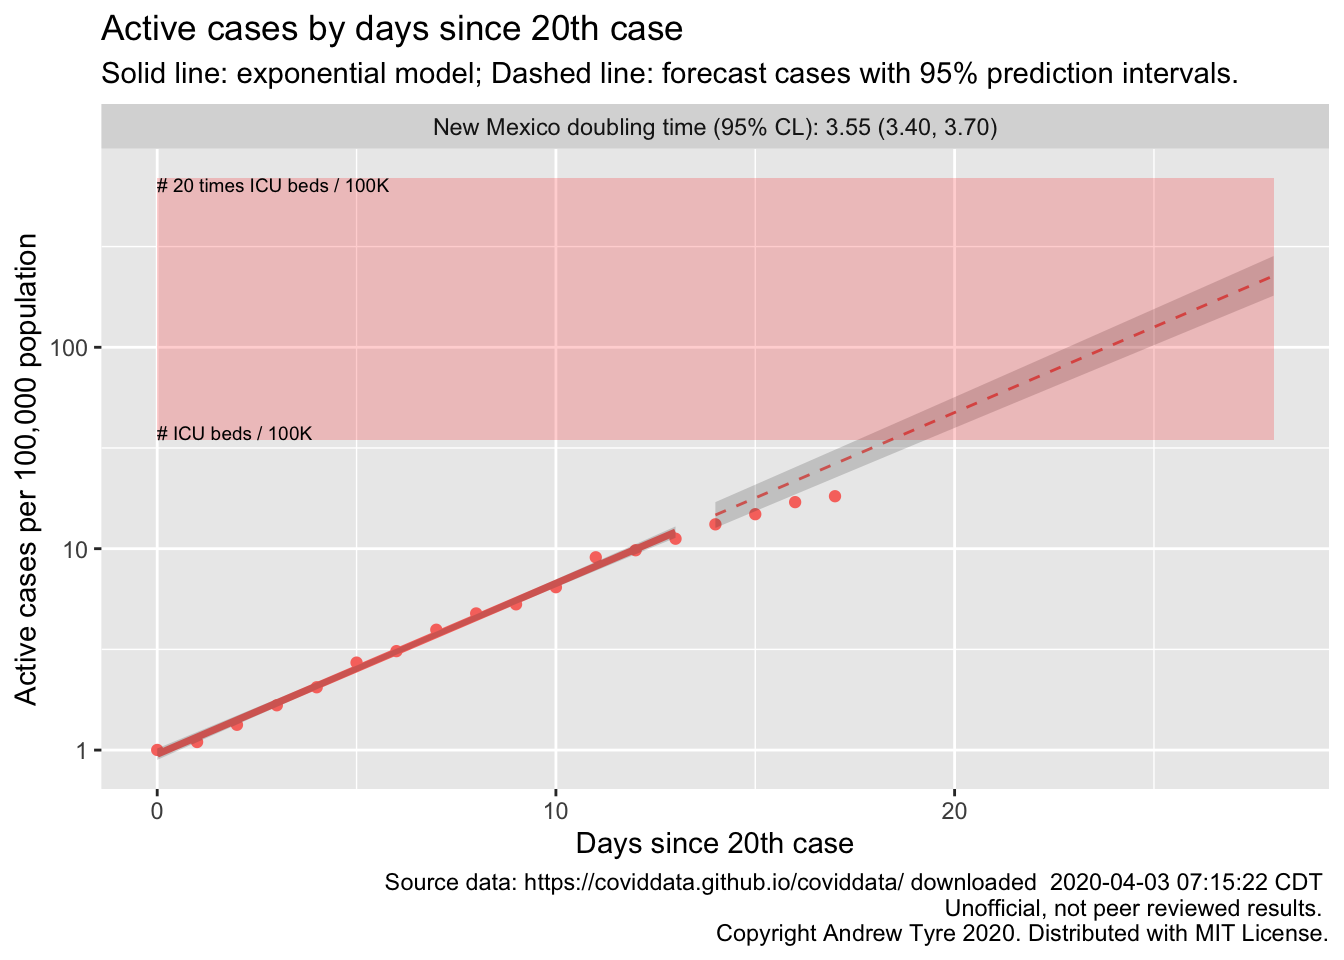 Active cases by days since 20th case
Solid line: exponential model; Dashed line: forecast cases with 95% prediction intervals.
New Mexico doubling time (95% CL): 3.55 (3.40, 3.70)
# 20 times ICU beds / 100K
# ICU beds / 100K
Active cases per 100,000 population
100
10
1
0
10
20
Days since 20th case
Source data: https://coviddata.github.io/coviddata/ downloaded  2020-04-03 07:15:22 CDT
Unofficial, not peer reviewed results.
Copyright Andrew Tyre 2020. Distributed with MIT License.